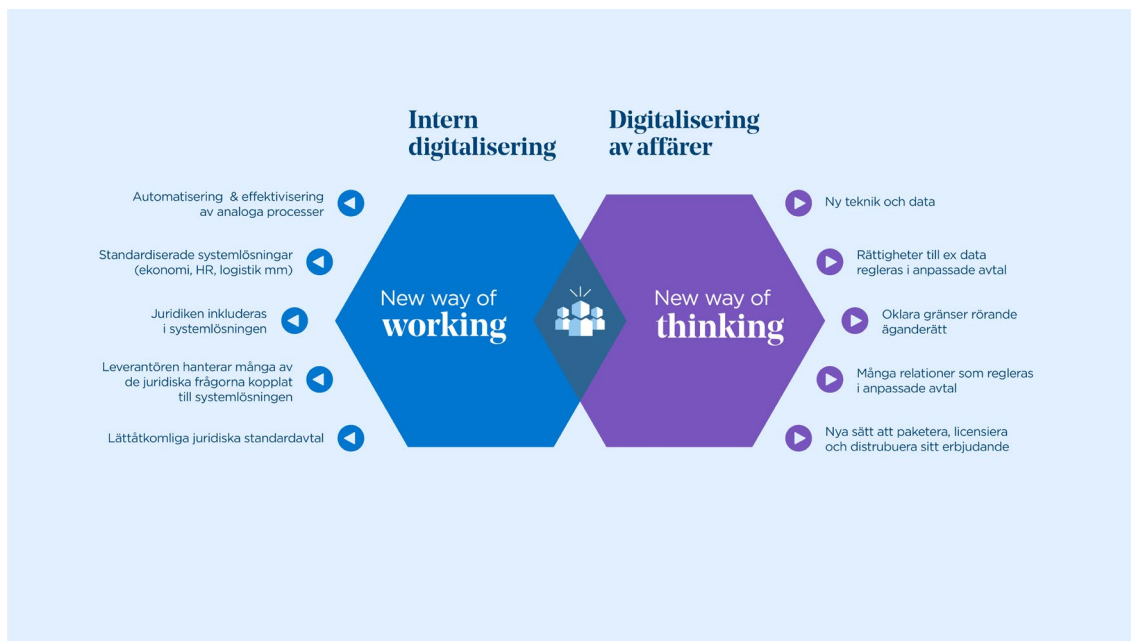 Intern
digitalisering
Digitalisering
av affärer
Automatisering & effektivisering
av analoga processer
Standardiserade systemlösningar
(ekonomi, HR, logistik mm)
Juridiken inkluderas
i systemlösningen
Leverantören hanterar många av
de juridiska frågorna kopplat
till systemlösningen
Lättåtkomliga juridiska standardavtal
New way of
working
New way of
thinking
Ny teknik och data
Rättigheter till ex data
regleras i anpassade avtal
Oklara gränser rörande
äganderätt
Många relationer som regleras
i anpassade avtal
Nya sätt att paketera, licensiera
och distrubuera sitt erbjudande